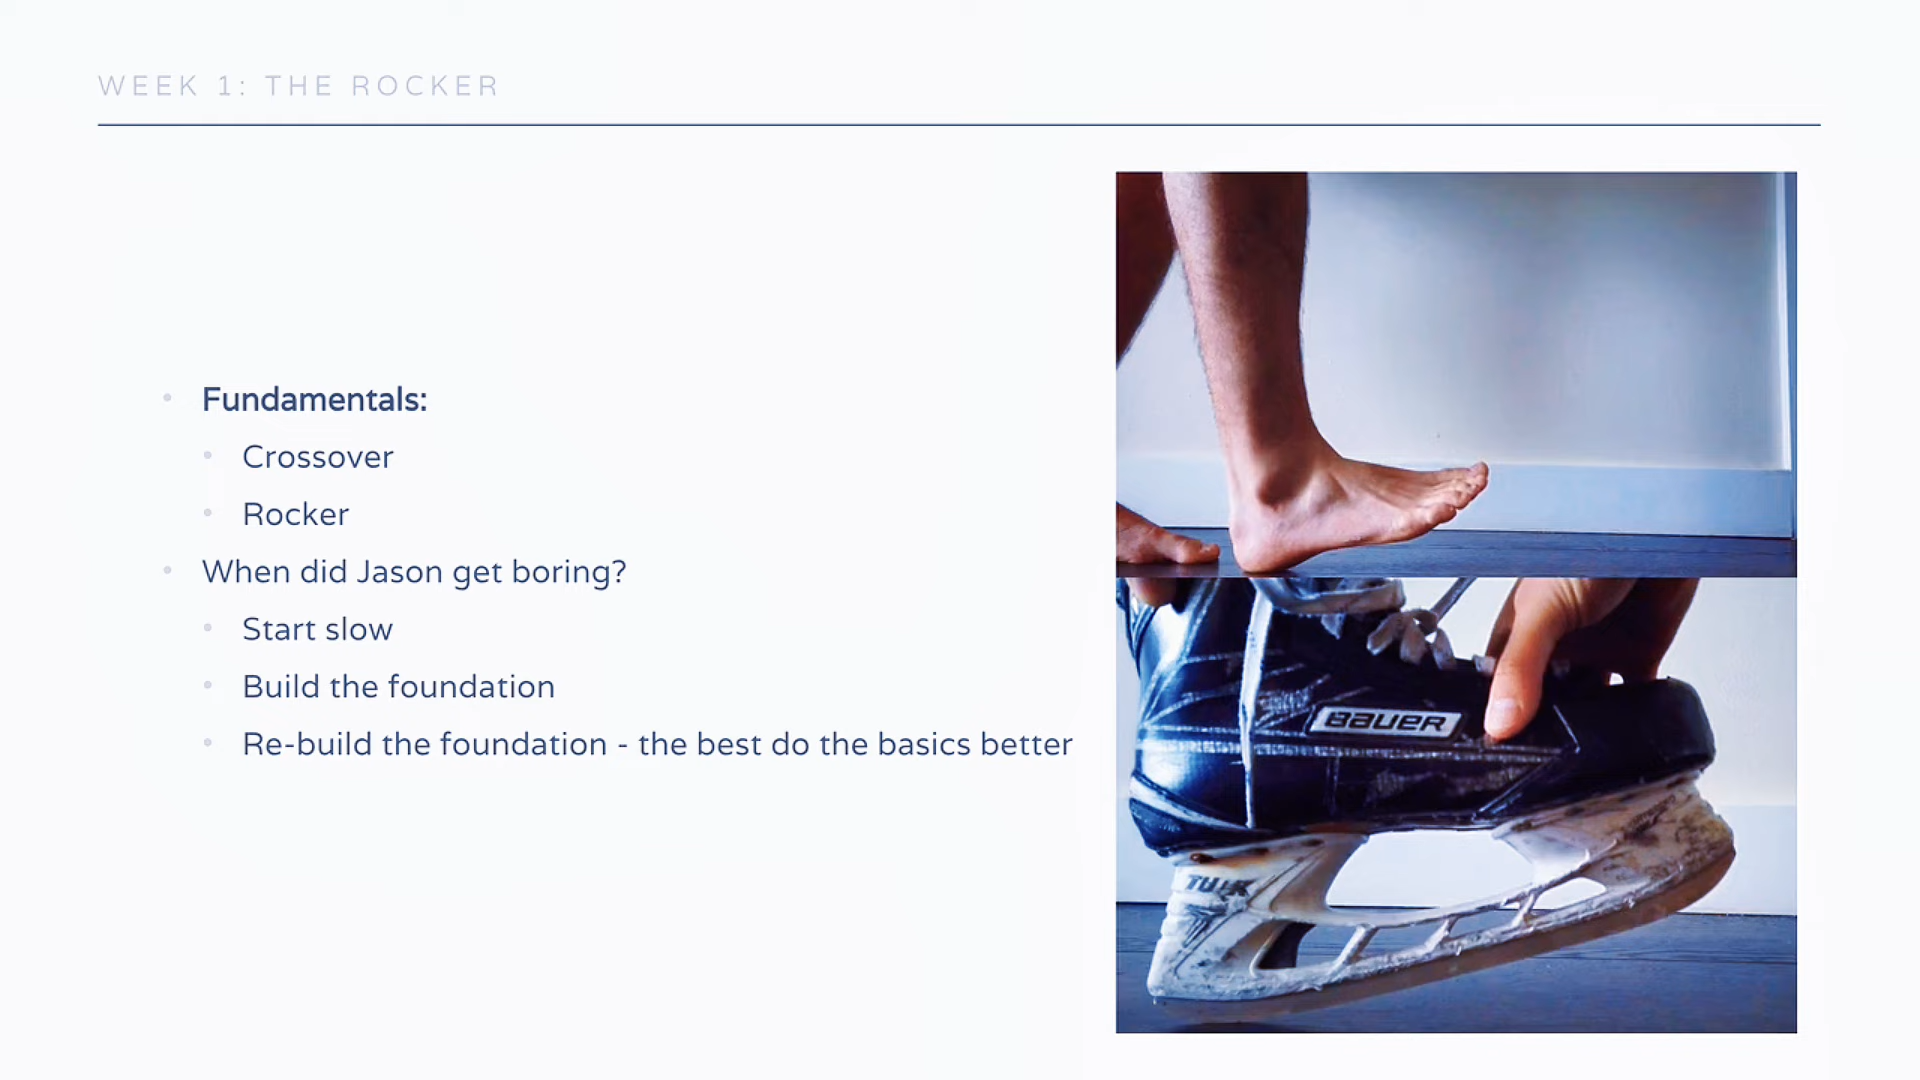 WEEK 1: THE ROCKER
Fundamentals:
Crossover
Rocker
When did Jason get boring?
Start slow
Build the foundation
Re-build the foundation - the best do the basics better
BAUER